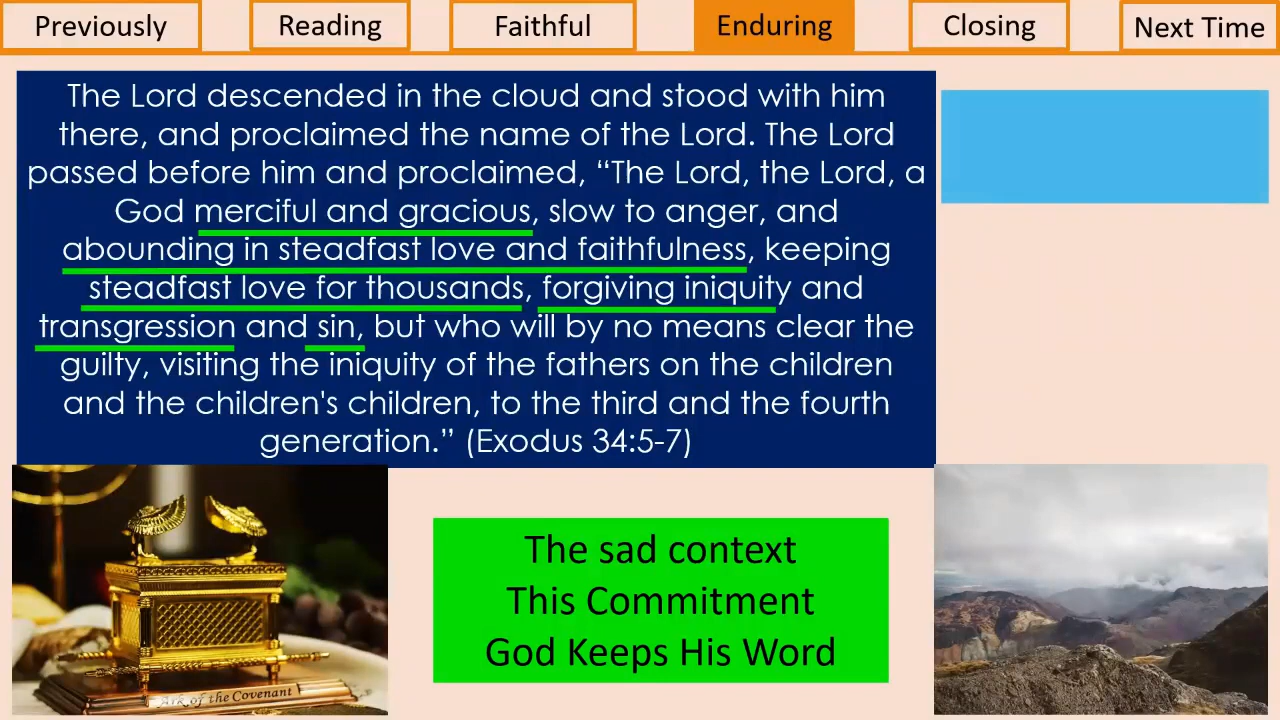 Previously
Reading
Faithful
Enduring
Closing
Next Time
The Lord descended in the cloud and stood with him
there, and proclaimed the name of the Lord. The Lord
passed before him and proclaimed, “The Lord, the Lord, a
God merciful and gracious, slow to anger, and
abounding in steadfast love and faithfulness, keeping
steadfast love for thousands, forgiving iniquity and
transgression and sin, but who will by no means clear the
guilty, visiting the iniquity of the fathers on the children
and the children's children, to the third and the fourth
generation.” (Exodus 34:5-7)
The sad context
This Commitment
God Keeps His Word
Ark of the Covenant